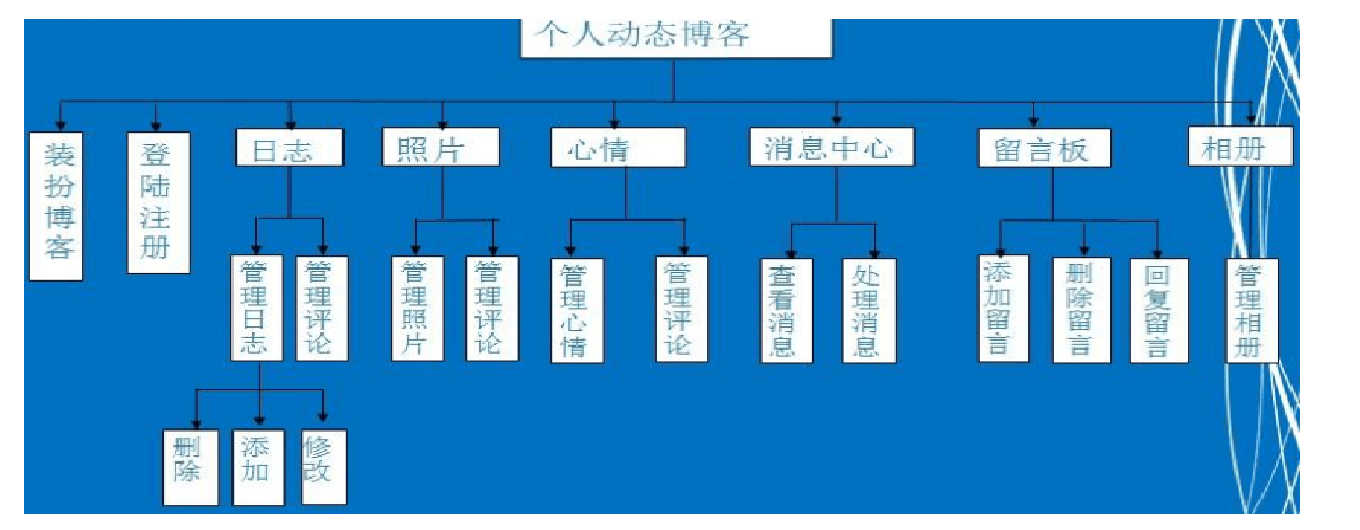 个人动态博客
装扮博客
登陆注册
日志
照片
心情
消息中心
留言板
相册
管理日志
管理评论
管理照片
管理评论
管理心情
管理评论
查看消息
处理消息
添加留言
删除留言
回复留言
管理相册
删除
添加
修改